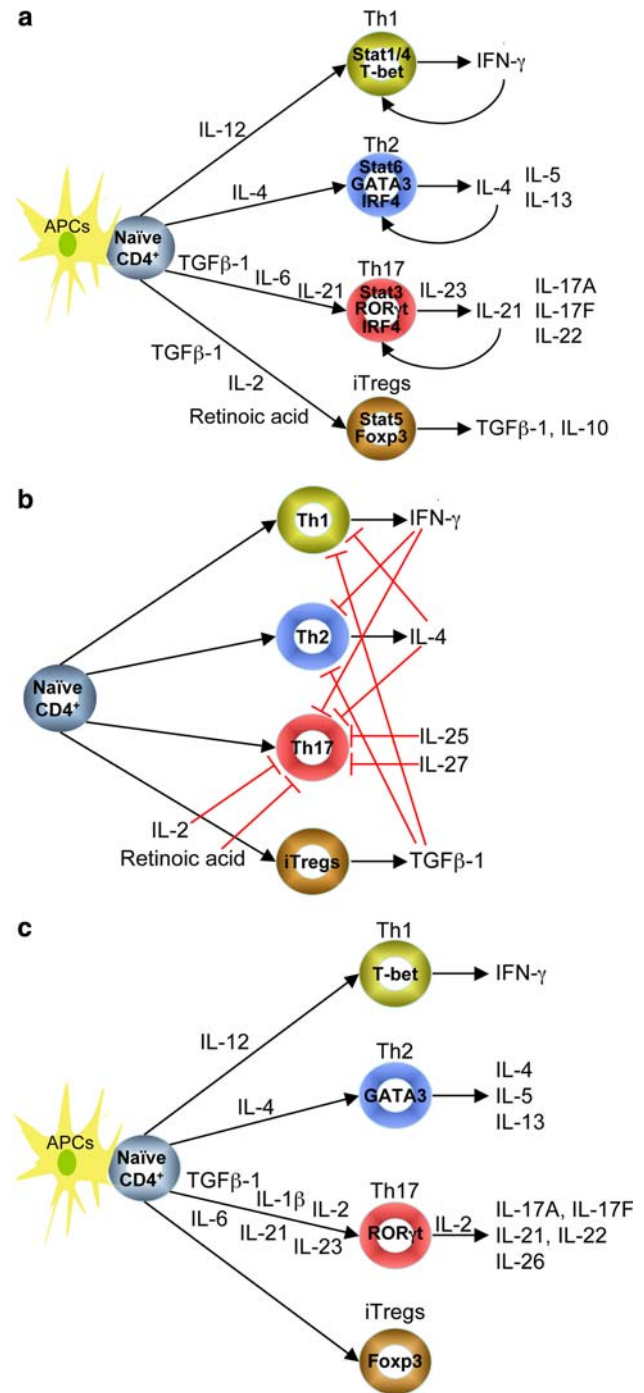 a
Th1
Stat1/4
T-bet
IFN-γ
IL-12
Th2
Stat6
GATA3
IRF4
IL-4
IL-4
IL-5
IL-13
APCs
Naïve
CD4+
TGFβ-1
IL-6
IL-21
Th17
Stat3
RORγt
IRF4
IL-23
IL-21
IL-17A
IL-17F
IL-22
TGFβ-1
IL-2
Retinoic acid
iTregs
Stat5
Foxp3
TGFβ-1, IL-10
b
Th1
IFN-γ
Th2
IL-4
Naïve
CD4+
Th17
IL-25
IL-27
IL-2
Retinoic acid
iTregs
TGFβ-1
c
Th1
T-bet
IFN-γ
IL-12
Th2
GATA3
IL-4
IL-4
IL-5
IL-13
APCs
Naïve
CD4+
TGFβ-1
IL-1β
IL-2
IL-6
IL-21
IL-23
Th17
RORγt
IL-2
IL-17A, IL-17F
IL-21, IL-22
IL-26
iTregs
Foxp3